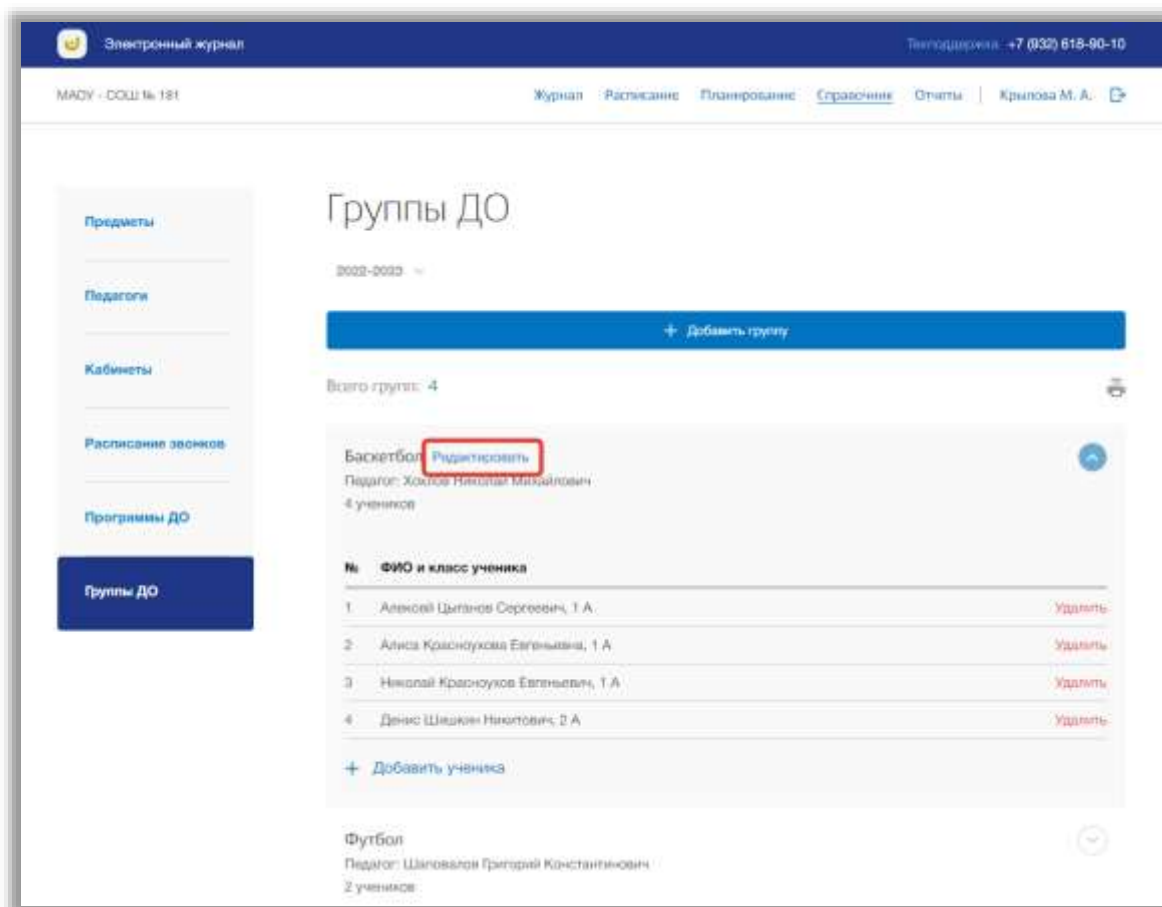 Электронный журнал
Техподдержка +7 (932) 618-90-10
МАОУ - СОШ № 181
Журнал Расписание Планирование Справочник Отчеты | Крылова М. А.
Группы ДО
Предметы
2022-2023
Педагоги
+ Добавить группу
Кабинеты
Всего групп: 4
Расписание звонков
Баскетбол Редактировать
Педагог: Хохлов Николай Михайлович
4 учеников
Программы ДО
№ ФИО и класс ученика
Группы ДО
1 Алексей Цыганов Сергеевич, 1 А Удалить
2 Алиса Красноухова Евгеньевна, 1 А Удалить
3 Николай Красноухов Евгеньевич, 1 А Удалить
4 Денис Шишкин Никитович, 2 А Удалить
+ Добавить ученика
Футбол
Педагог: Шаповалов Григорий Константинович
2 учеников